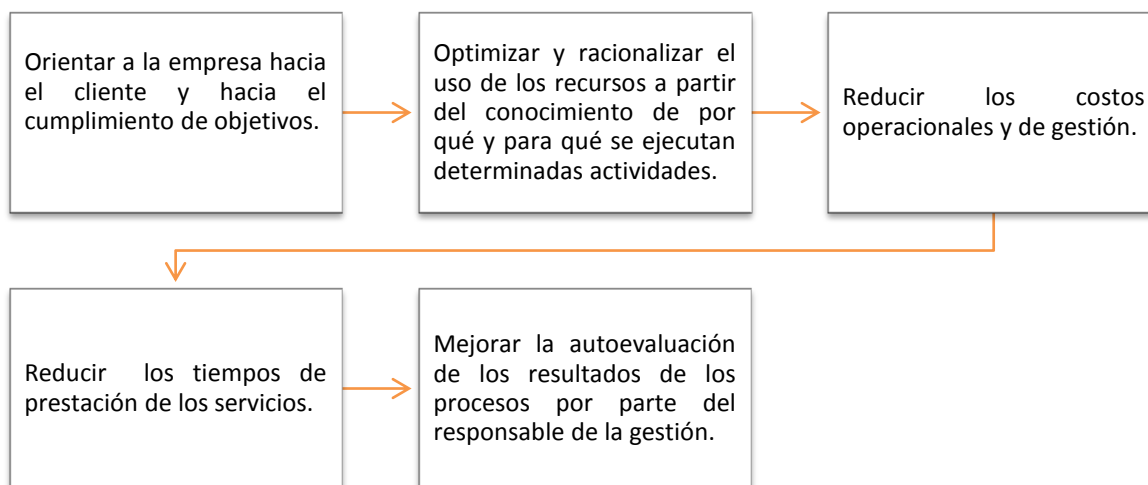 Orientar a la empresa hacia
el cliente y hacia el
cumplimiento de objetivos.
Optimizar y racionalizar el
uso de los recursos a partir
del conocimiento de por
qué y para qué se ejecutan
determinadas actividades.
Reducir los costos
operacionales y de gestión.
Reducir los tiempos de
prestación de los servicios.
Mejorar la autoevaluación
de los resultados de los
procesos por parte del
responsable de la gestión.